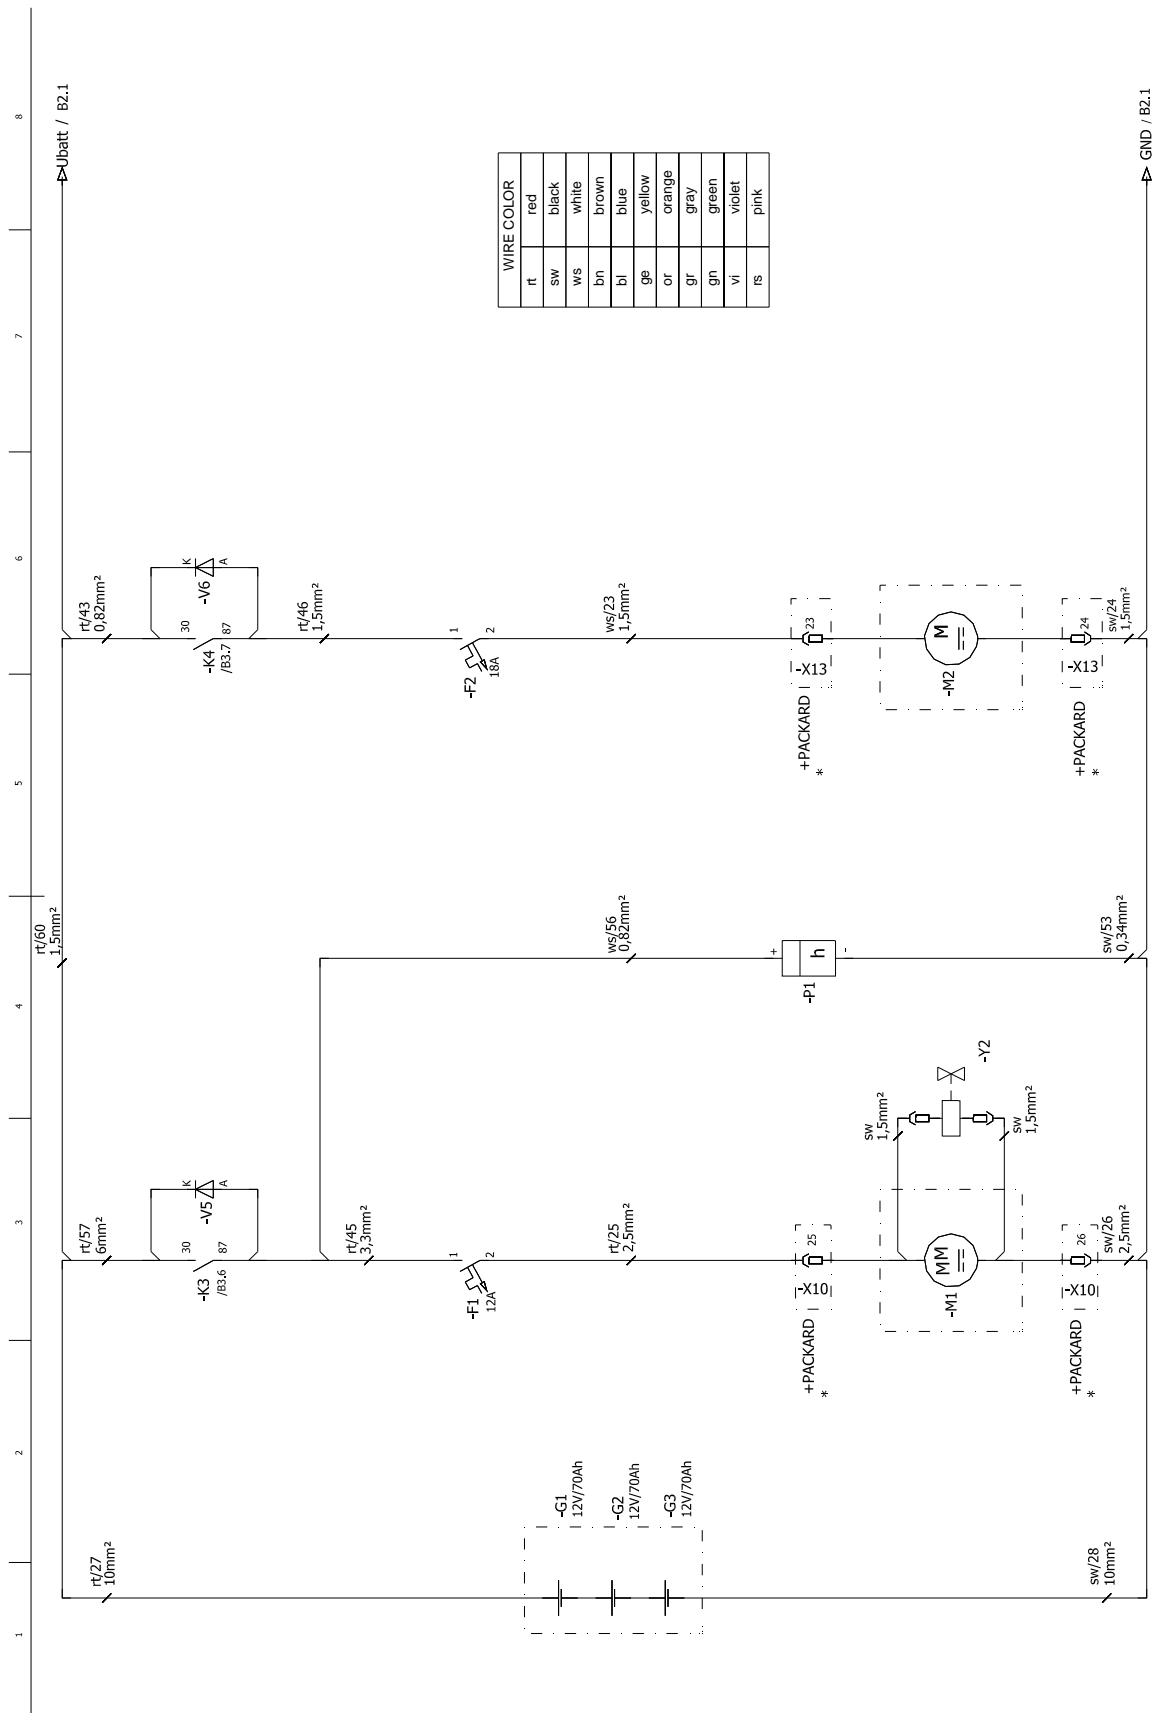 1
2
3
4
5
6
7
8
rt/27
10mm²
-G1
12V/70Ah
-G2
12V/70Ah
-G3
12V/70Ah
sw/28
10mm²
rt/57
6mm²
-K3
/B3.6
30
87
-V5
K
A
rt/45
3,3mm²
-F1
12A
1
2
rt/25
2,5mm²
+PACKARD
*
-X10
25
-M1
MM
sw
1,5mm²
sw
1,5mm²
-Y2
+PACKARD
*
-X10
26
sw/26
2,5mm²
rt/60
1,5mm²
ws/56
0,82mm²
-P1
+
h
-
sw/53
0,34mm²
rt/43
0,82mm²
-K4
/B3.7
30
87
-V6
K
A
rt/46
1,5mm²
-F2
18A
1
2
ws/23
1,5mm²
+PACKARD
*
-X13
23
-M2
M
+PACKARD
*
-X13
24
sw/24
1,5mm²
WIRE COLOR
rt red
sw black
ws white
bn brown
bl blue
ge yellow
or orange
gr gray
gn green
vi violet
rs pink
Ubatt / B2.1
GND / B2.1